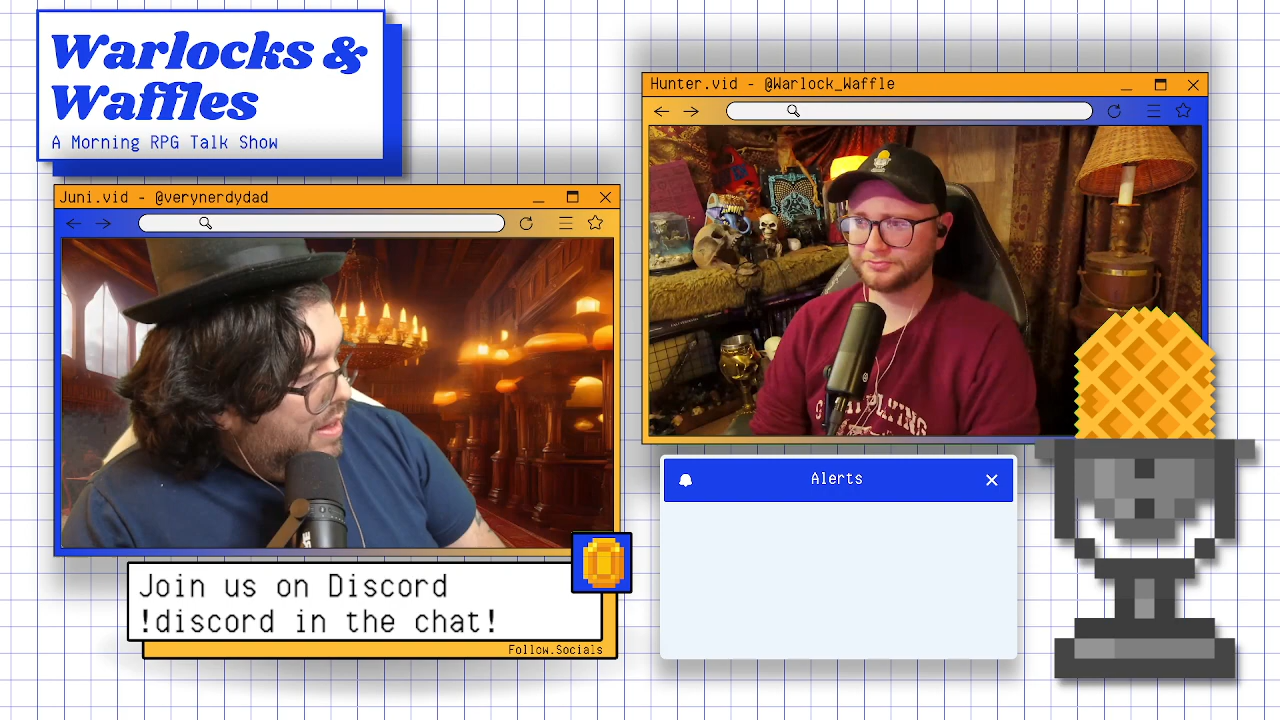 Warlocks &
Waffles
A Morning RPG Talk Show
Hunter.vid - @Warlock_Waffle
Juni.vid - @verynerdydad
Alerts
Join us on Discord
!discord in the chat!
Follow.Socials